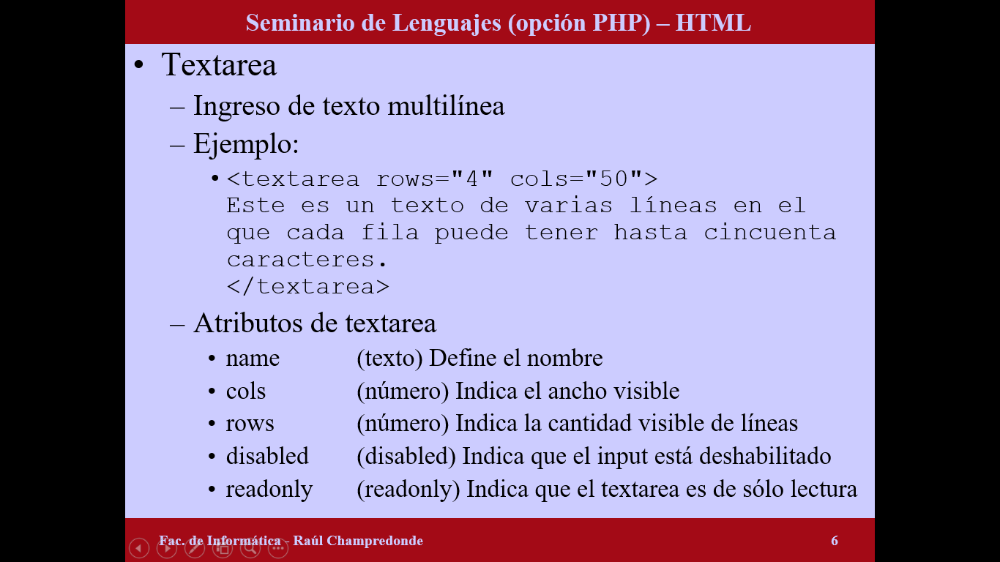 Seminario de Lenguajes (opción PHP) – HTML
• Textarea
– Ingreso de texto multilínea
– Ejemplo:
• <textarea rows="4" cols="50">
Este es un texto de varias líneas en el
que cada fila puede tener hasta cincuenta
caracteres.
</textarea>
– Atributos de textarea
• name (texto) Define el nombre
• cols (número) Indica el ancho visible
• rows (número) Indica la cantidad visible de líneas
• disabled (disabled) Indica que el input está deshabilitado
• readonly (readonly) Indica que el textarea es de sólo lectura
Fac. de Informática - Raúl Champredonde 6